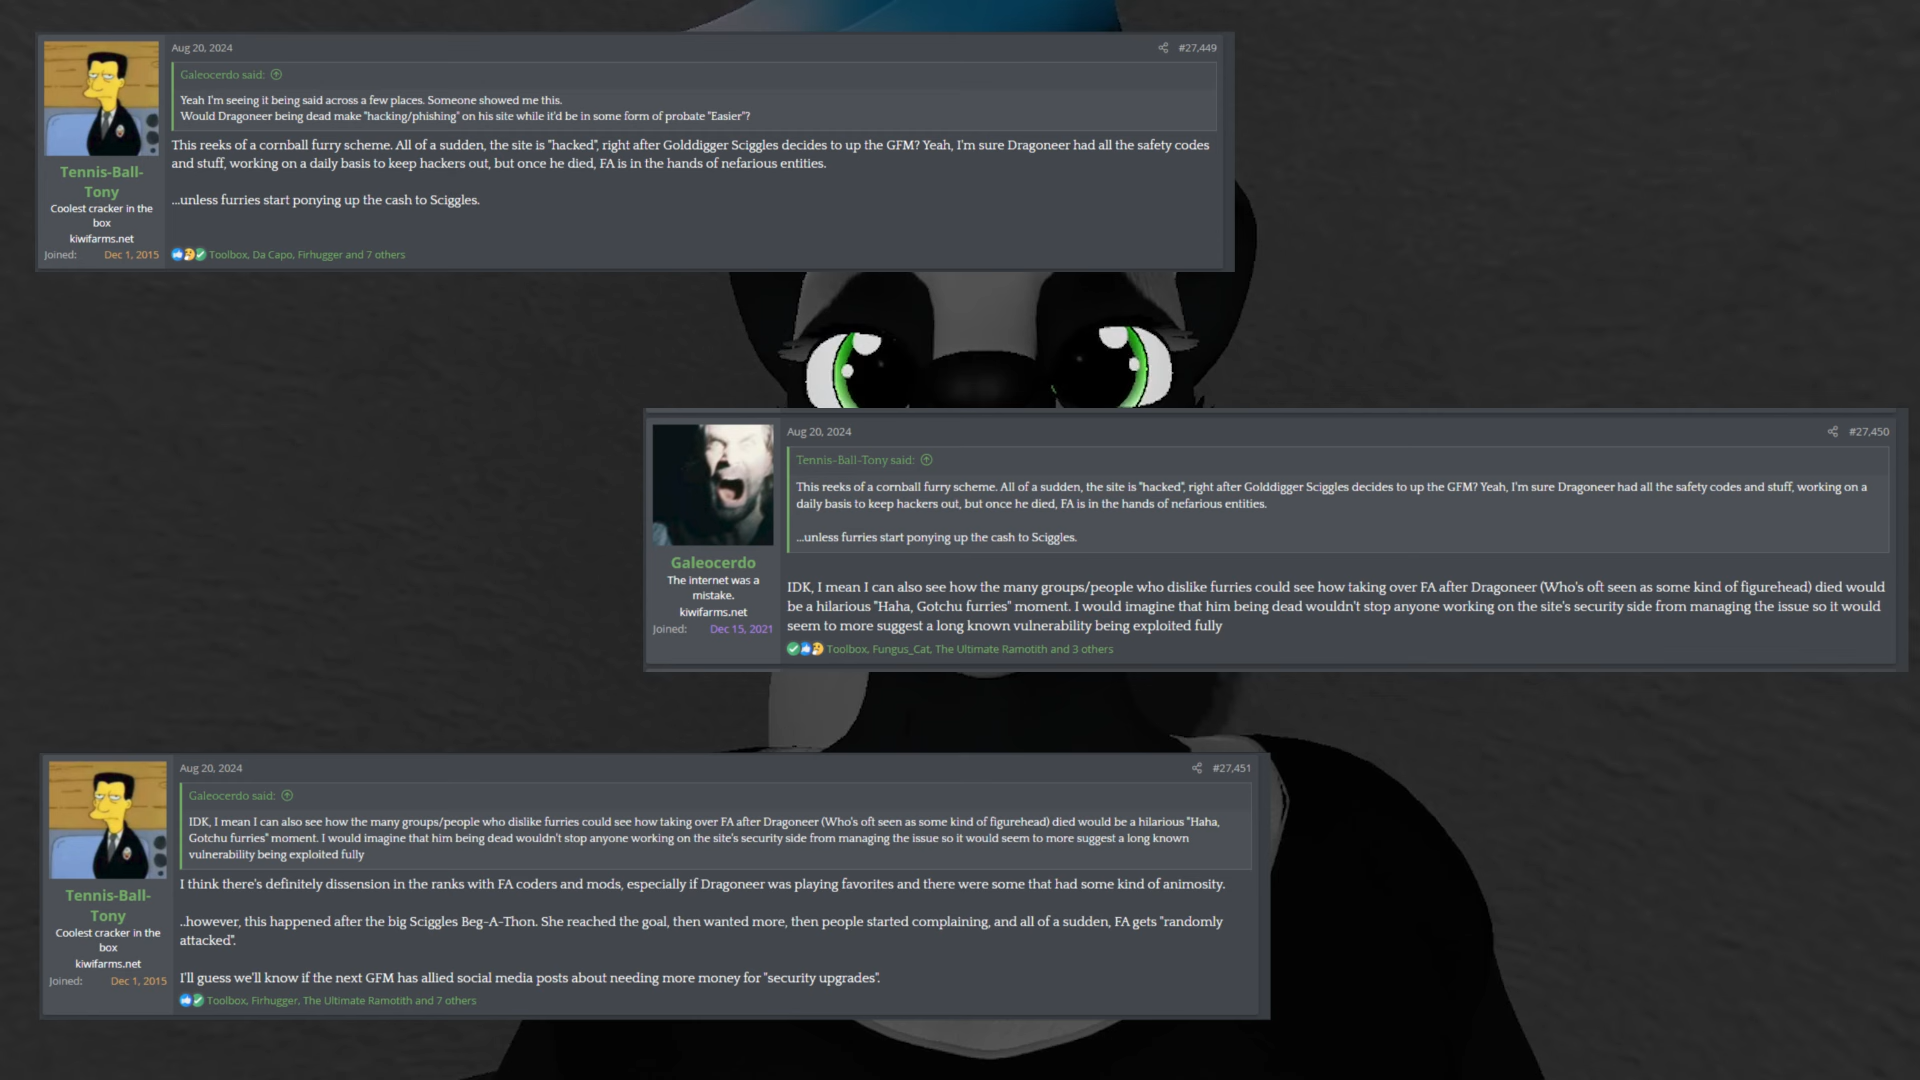 Aug 20, 2024
#27,449
Galeocerdo said:
Yeah I'm seeing it being said across a few places. Someone showed me this.
Would Dragoneer being dead make "hacking/phishing" on his site while it'd be in some form of probate "Easier"?
This reeks of a cornball furry scheme. All of a sudden, the site is "hacked", right after Golddigger Sciggles decides to up the GFM? Yeah, I'm sure Dragoneer had all the safety codes
and stuff, working on a daily basis to keep hackers out, but once he died, FA is in the hands of nefarious entities.
...unless furries start ponying up the cash to Sciggles.
Tennis-Ball-
Tony
Coolest cracker in the
box
kiwifarms.net
Joined: Dec 1, 2015
Toolbox, Da Capo, Firhugger and 7 others
Aug 20, 2024
#27,450
Tennis-Ball-Tony said:
This reeks of a cornball furry scheme. All of a sudden, the site is "hacked", right after Golddigger Sciggles decides to up the GFM? Yeah, I'm sure Dragoneer had all the safety codes and stuff, working on a
daily basis to keep hackers out, but once he died, FA is in the hands of nefarious entities.
...unless furries start ponying up the cash to Sciggles.
Galeocerdo
The internet was a
mistake.
kiwifarms.net
Joined: Dec 15, 2021
IDK, I mean I can also see how the many groups/people who dislike furries could see how taking over FA after Dragoneer (Who's oft seen as some kind of figurehead) died would
be a hilarious "Haha, Gotchu furries" moment. I would imagine that him being dead wouldn't stop anyone working on the site's security side from managing the issue so it would
seem to more suggest a long known vulnerability being exploited fully
Toolbox, Fungus_Cat, The Ultimate Ramotith and 3 others
Aug 20, 2024
#27,451
Galeocerdo said:
IDK, I mean I can also see how the many groups/people who dislike furries could see how taking over FA after Dragoneer (Who's oft seen as some kind of figurehead) died would be a hilarious "Haha,
Gotchu furries" moment. I would imagine that him being dead wouldn't stop anyone working on the site's security side from managing the issue so it would seem to more suggest a long known
vulnerability being exploited fully
Tennis-Ball-
Tony
Coolest cracker in the
box
kiwifarms.net
Joined: Dec 1, 2015
I think there's definitely dissension in the ranks with FA coders and mods, especially if Dragoneer was playing favorites and there were some that had some kind of animosity.
..however, this happened after the big Sciggles Beg-A-Thon. She reached the goal, then wanted more, then people started complaining, and all of a sudden, FA gets "randomly
attacked".
I'll guess we'll know if the next GFM has allied social media posts about needing more money for "security upgrades".
Toolbox, Firhugger, The Ultimate Ramotith and 7 others